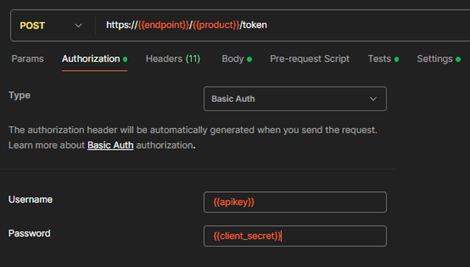 POST https://{{endpoint}}/{{product}}/token
Params Authorization Headers (11) Body Pre-request Script Tests Settings
Type Basic Auth
The authorization header will be automatically generated when you send the request.
Learn more about Basic Auth authorization.
Username {{apikey}}
Password {{client_secret}}